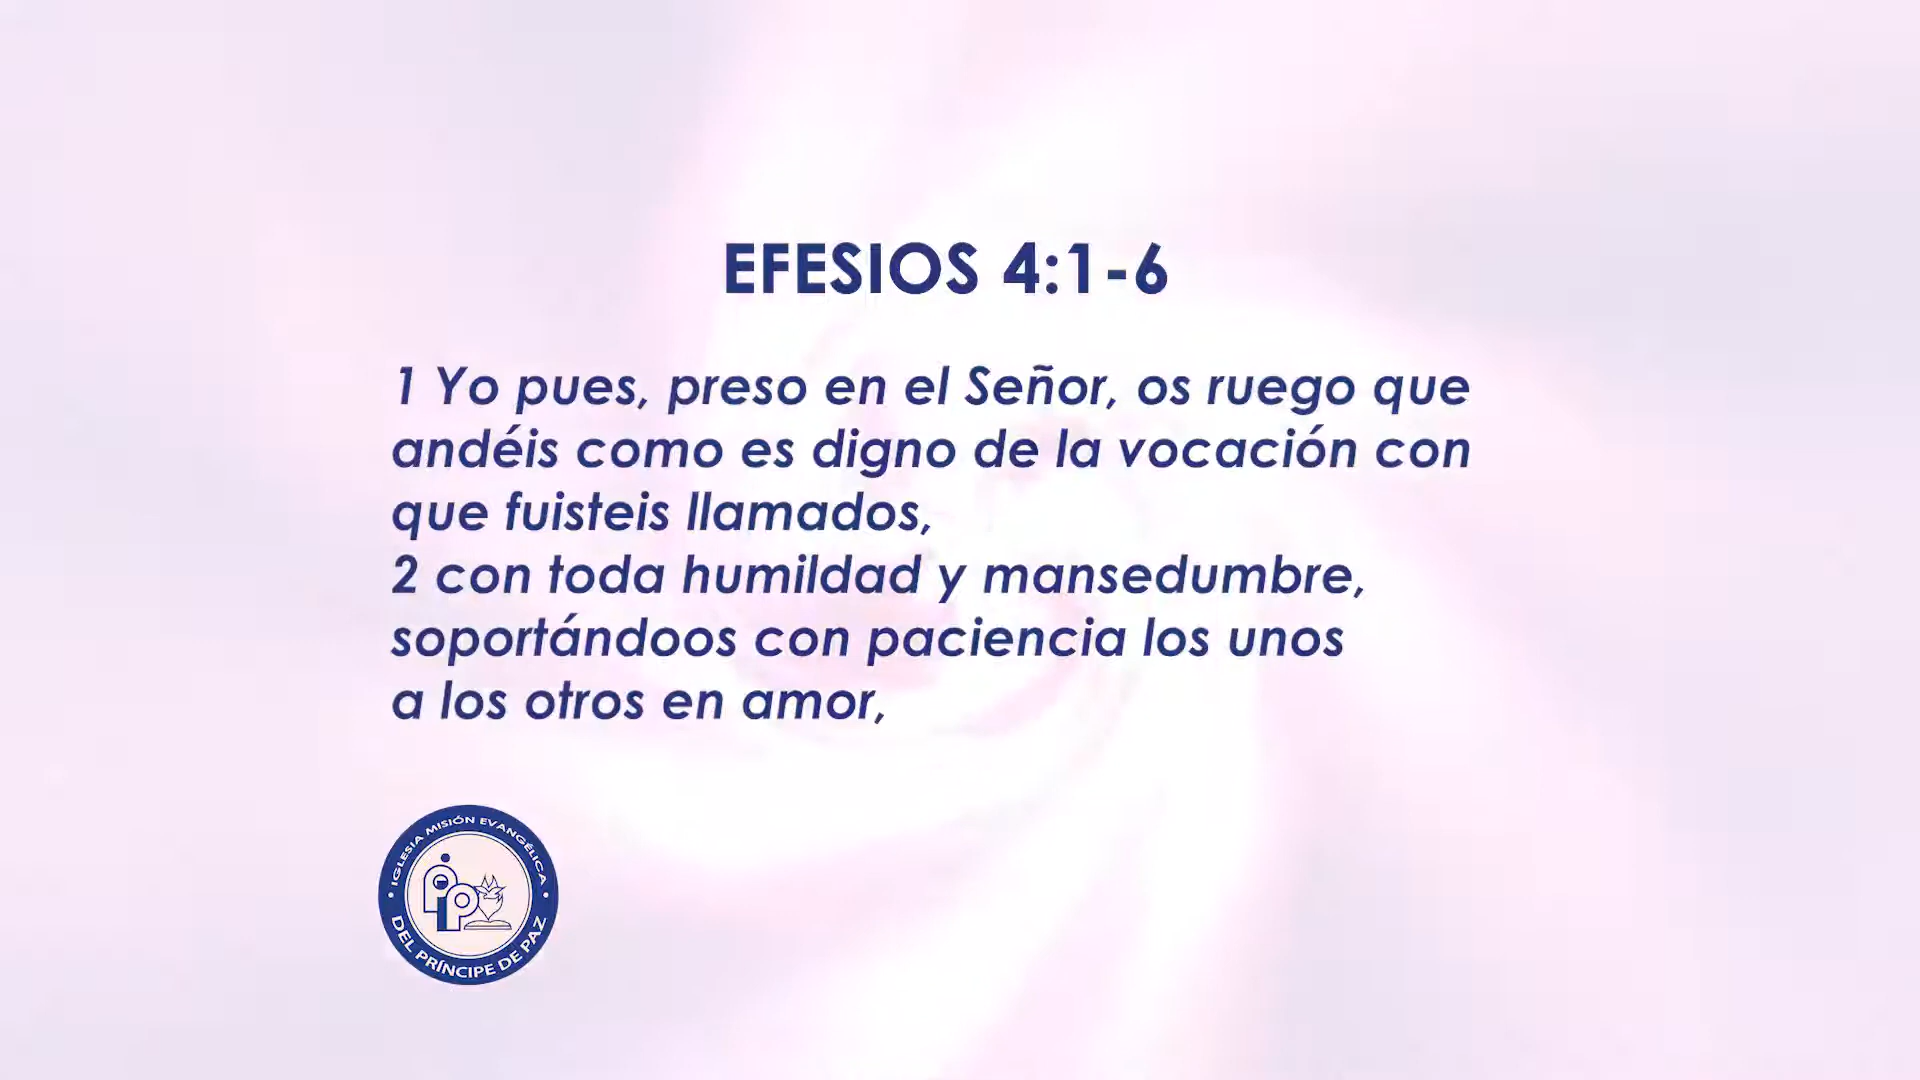 EFESIOS 4:1-6
1 Yo pues, preso en el Señor, os ruego que
andéis como es digno de la vocación con
que fuisteis llamados,
2 con toda humildad y mansedumbre,
soportándoos con paciencia los unos
a los otros en amor,
• IGLESIA MISIÓN EVANGÉLICA •
DEL PRÍNCIPE DE PAZ